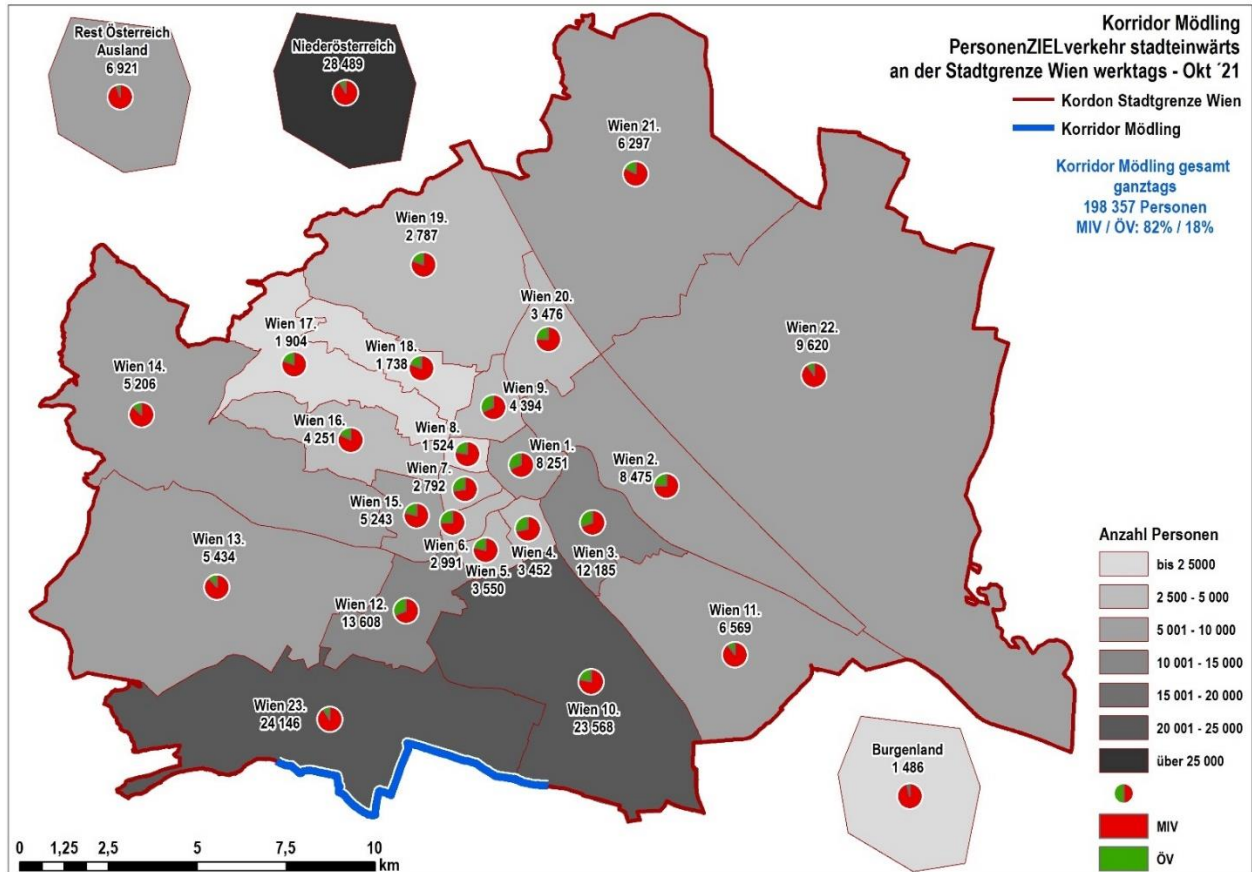 Korridor Mödling
PersonenZIELverkehr stadteinwärts
an der Stadtgrenze Wien werktags - Okt ´21
Kordon Stadtgrenze Wien
Korridor Mödling
Korridor Mödling gesamt
ganztags
198 357 Personen
MIV / ÖV: 82% / 18%
Rest Österreich
Ausland
6 921
Niederösterreich
28 489
Wien 21.
6 297
Wien 19.
2 787
Wien 20.
3 476
Wien 22.
9 620
Wien 17.
1 904
Wien 18.
1 738
Wien 14.
5 206
Wien 9.
4 394
Wien 16.
4 251
Wien 8.
1 524
Wien 1.
8 251
Wien 2.
8 475
Wien 7.
2 792
Wien 15.
5 243
Wien 13.
5 434
Wien 6.
2 991
Wien 5.
3 550
Wien 4.
3 452
Wien 3.
12 185
Wien 12.
13 608
Wien 11.
6 569
Wien 23.
24 146
Wien 10.
23 568
Burgenland
1 486
Anzahl Personen
bis 2 5000
2 500 - 5 000
5 001 - 10 000
10 001 - 15 000
15 001 - 20 000
20 001 - 25 000
über 25 000
MIV
ÖV
0 1,25 2,5 5 7,5 10
km